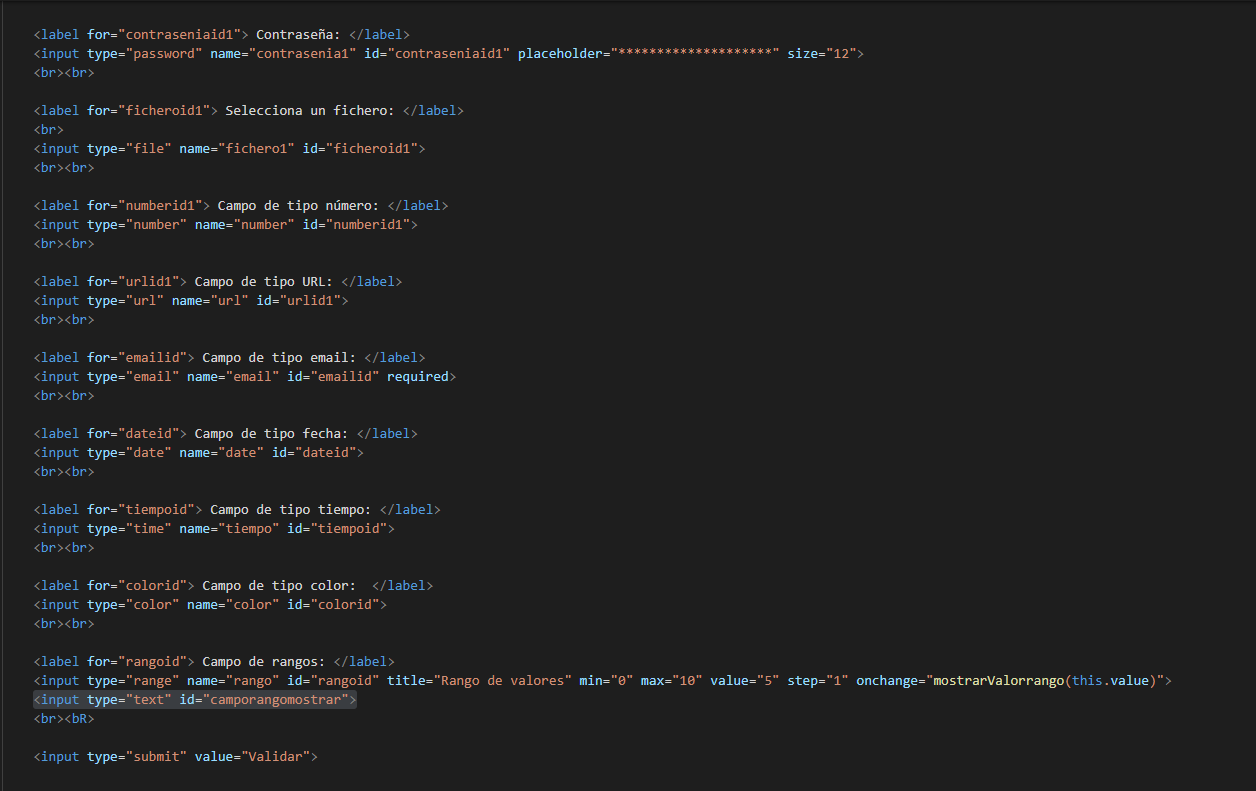 <label for="contraseniaid1"> Contraseña: </label>
<input type="password" name="contrasenia1" id="contraseniaid1" placeholder="********************" size="12">
<br><br>
<label for="ficheroid1"> Selecciona un fichero: </label>
<br>
<input type="file" name="fichero1" id="ficheroid1">
<br><br>
<label for="numberid1"> Campo de tipo número: </label>
<input type="number" name="number" id="numberid1">
<br><br>
<label for="urlid1"> Campo de tipo URL: </label>
<input type="url" name="url" id="urlid1">
<br><br>
<label for="emailid"> Campo de tipo email: </label>
<input type="email" name="email" id="emailid" required>
<br><br>
<label for="dateid"> Campo de tipo fecha: </label>
<input type="date" name="date" id="dateid">
<br><br>
<label for="tiempoid"> Campo de tipo tiempo: </label>
<input type="time" name="tiempo" id="tiempoid">
<br><br>
<label for="colorid"> Campo de tipo color:  </label>
<input type="color" name="color" id="colorid">
<br><br>
<label for="rangoid"> Campo de rangos: </label>
<input type="range" name="rango" id="rangoid" title="Rango de valores" min="0" max="10" value="5" step="1" onchange="mostrarValorrango(this.value)">
<input type="text" id="camporangomostrar">
<br><bR>
<input type="submit" value="Validar">